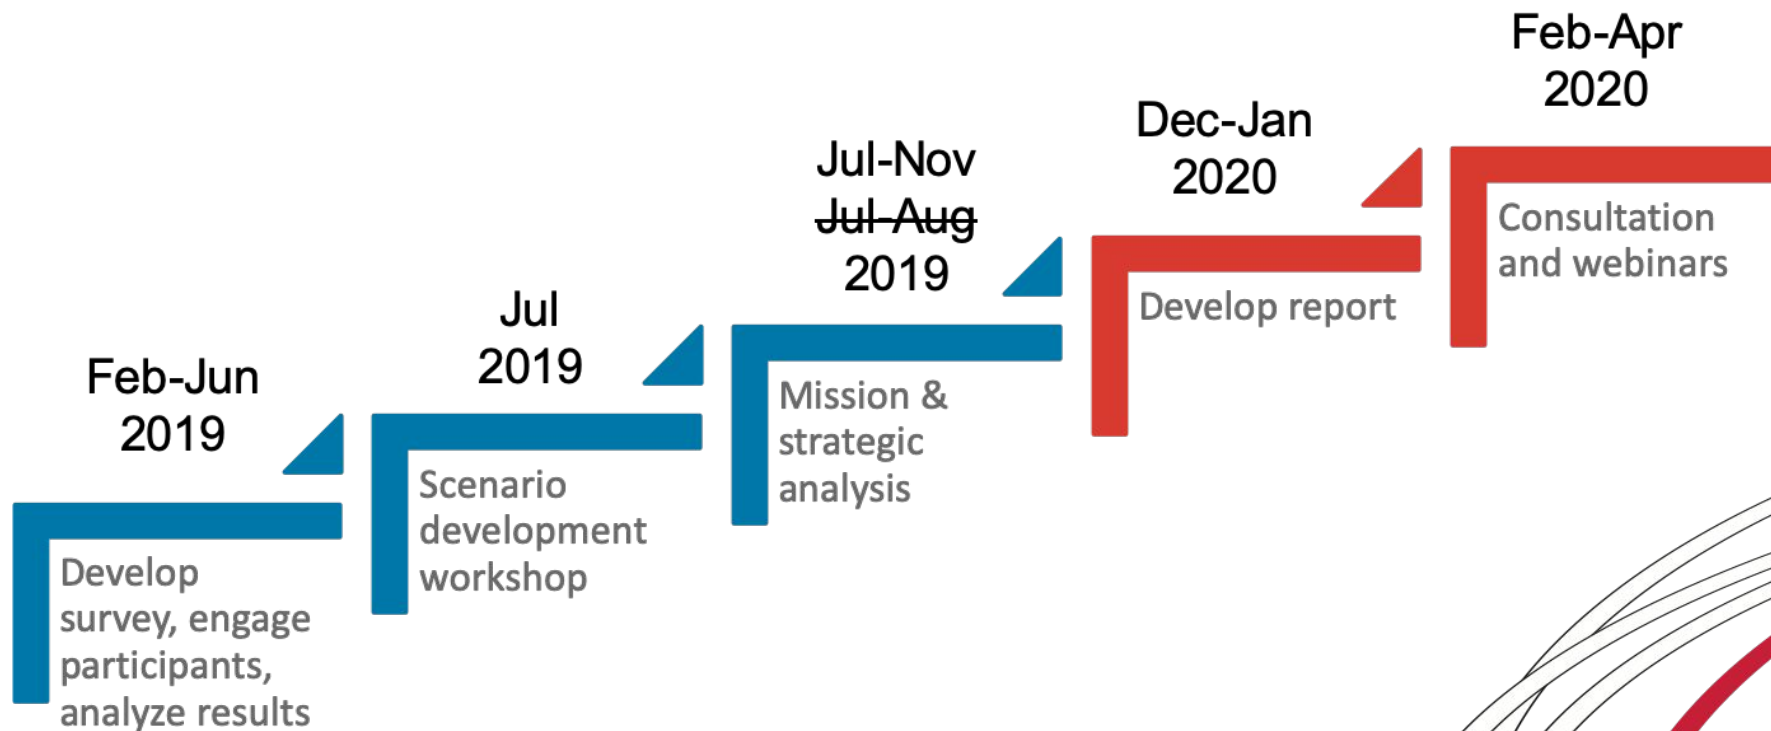 Feb-Jun
2019
Develop
survey, engage
participants,
analyze results
Jul
2019
Scenario
development
workshop
Jul-Nov
Jul-Aug
2019
Mission &
strategic
analysis
Dec-Jan
2020
Develop report
Feb-Apr
2020
Consultation
and webinars